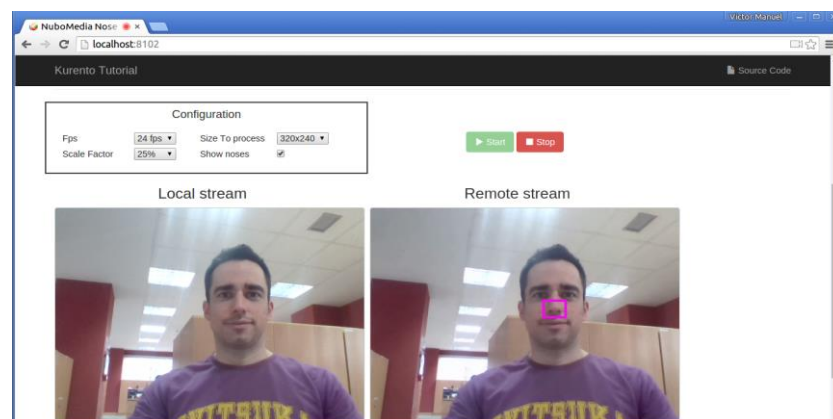 NuboMedia Nose
Victor Manuel
localhost:8102
Kurento Tutorial
Source Code
Configuration
Fps 24 fps Size To process 320x240
Scale Factor 25% Show noses
Start Stop
Local stream Remote stream